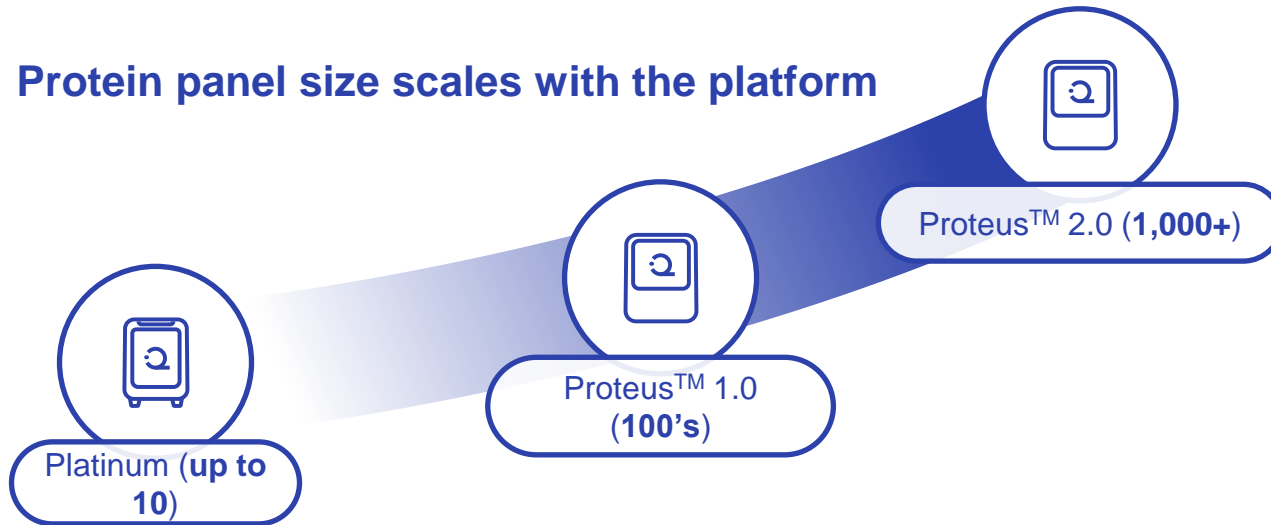 Protein panel size scales with the platform
Platinum (up to
10)
Proteus™ 1.0
(100’s)
Proteus™ 2.0 (1,000+)